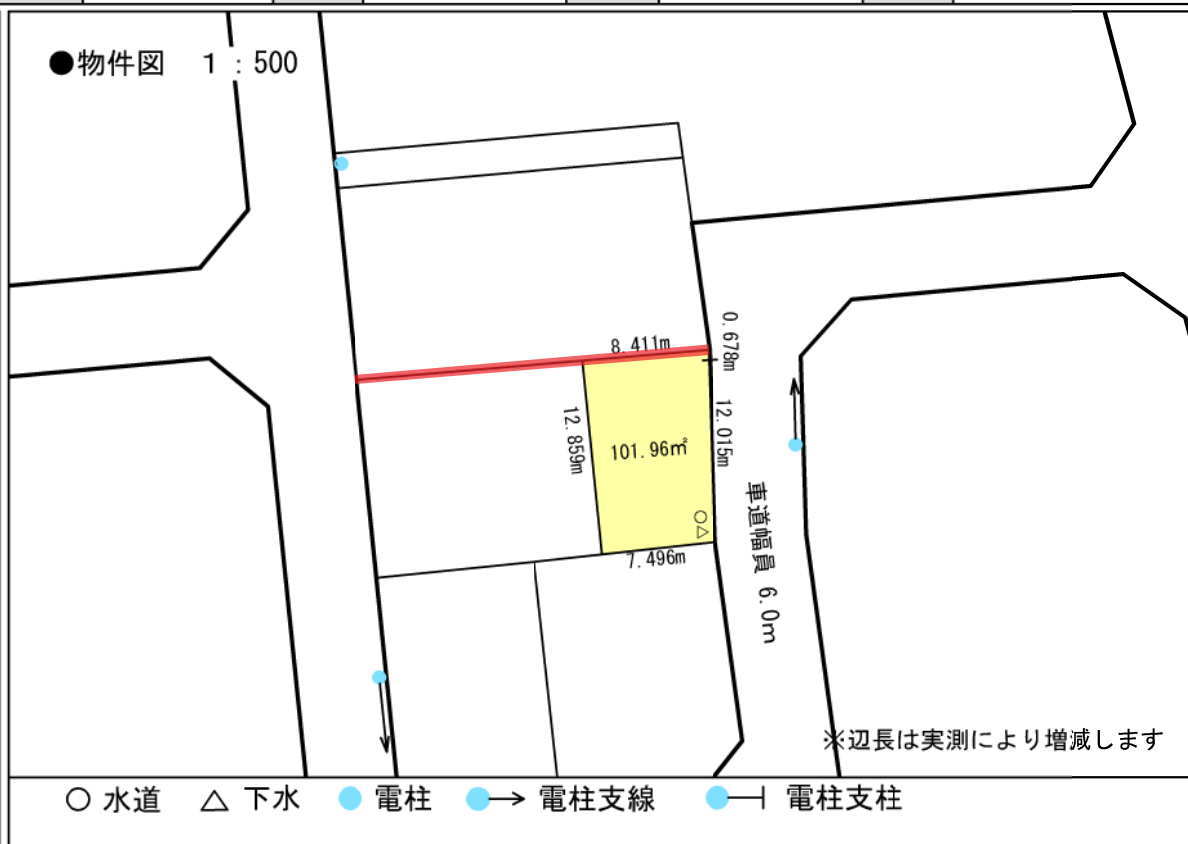 ●物件図 1:500
8.411m
0.678m
12.859m
101.96㎡
12.015m
○
△
7.496m
車道幅員 6.0m
※辺長は実測により増減します
○ 水道 △ 下水 ● 電柱 ●→ 電柱支線 ●─┤ 電柱支柱